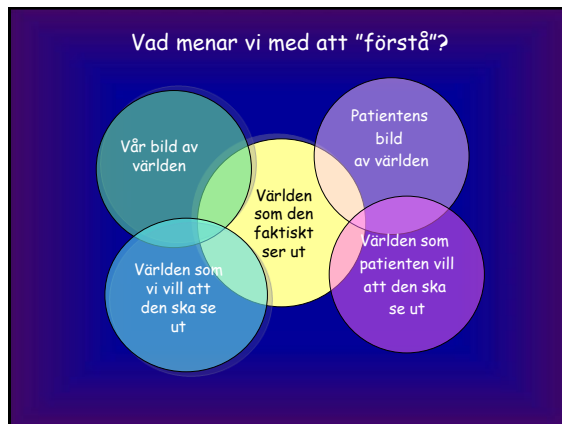 Vad menar vi med att ”förstå”?
Vår bild av
världen
Patientens
bild
av världen
Världen
som den
faktiskt
ser ut
Världen som
vi vill att
den ska se
ut
Världen som
patienten vill
att den ska
se ut